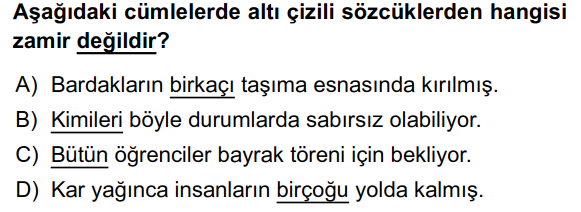 Aşağıdaki cümlelerde altı çizili sözcüklerden hangisi
zamir değildir?
A) Bardakların birkaçı taşıma esnasında kırılmış.
B) Kimileri böyle durumlarda sabırsız olabiliyor.
C) Bütün öğrenciler bayrak töreni için bekliyor.
D) Kar yağınca insanların birçoğu yolda kalmış.